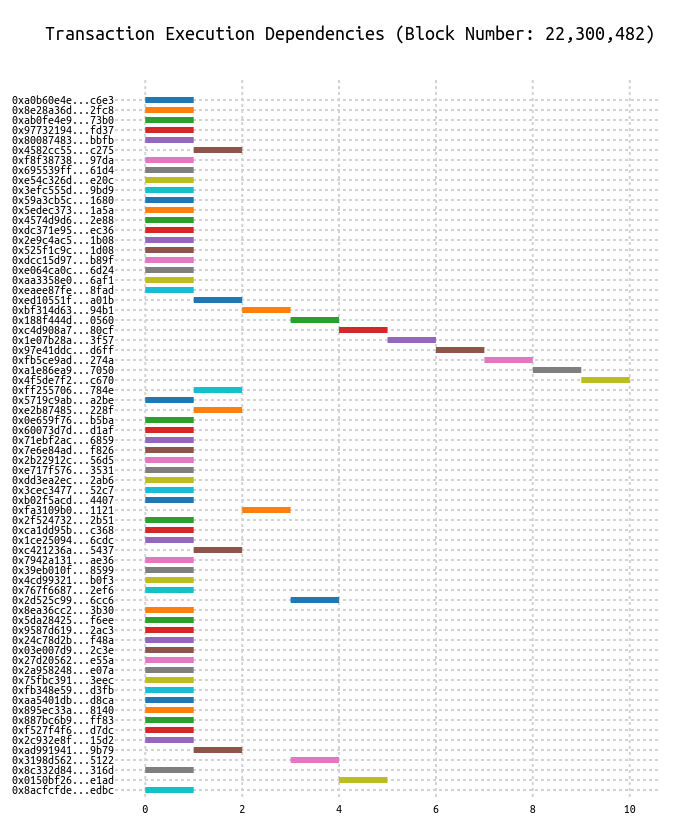 Transaction Execution Dependencies (Block Number: 22,300,482)
0xa0b60e4e...c6e3
0x8e28a36d...2fc8
0xab0fe4e9...73b0
0x97732194...fd37
0x80087483...bbfb
0x4582cc55...c275
0xf8f38738...97da
0x695539ff...61d4
0xe54c326d...e20c
0x3efc555d...9bd9
0x59a3cb5c...1680
0x5edec373...1a5a
0x4574d9d6...2e88
0xdc371e95...ec36
0x2e9c4ac5...1b08
0x525f1c9c...1d08
0xdcc15d97...b89f
0xe064ca0c...6d24
0xaa3358e0...6af1
0xeaee87fe...8fad
0xed10551f...a01b
0xbf314d63...94b1
0x188f444d...0560
0xc4d908a7...80cf
0x1e07b28a...3f57
0x97e41ddc...d6ff
0xfb5ce9ad...274a
0xa1e86ea9...7050
0x4f5de7f2...c670
0xff255706...784e
0x5719c9ab...a2be
0xe2b87485...228f
0x0e659f76...b5ba
0x60073d7d...d1af
0x71ebf2ac...6859
0x7e6e84ad...f826
0x2b22912c...56d5
0xe717f576...3531
0xdd3ea2ec...2ab6
0x3cec3477...52c7
0xb02f5acd...4407
0xfa3109b0...1121
0x2f524732...2b51
0xca1dd95b...c368
0x1ce25094...6cdc
0xc421236a...5437
0x7942a131...ae36
0x39eb010f...8599
0x4cd99321...b0f3
0x767f6687...2ef6
0x2d525c99...6cc6
0x8ea36cc2...3b30
0x5da28425...f6ee
0x9587d619...2ac3
0x24c78d2b...f48a
0x03e007d9...2c3e
0x27d20562...e55a
0x2a958248...e07a
0x75fbc391...3eec
0xfb348e59...d3fb
0xaa5401db...d8ca
0x895ec33a...8140
0x887bc6b9...ff83
0xf527f4f6...d7dc
0x2c932e8f...15d2
0xad991941...9b79
0x3198d562...5122
0x8c332d84...316d
0x0150bf26...e1ad
0x8acfcfde...edbc
0 2 4 6 8 10